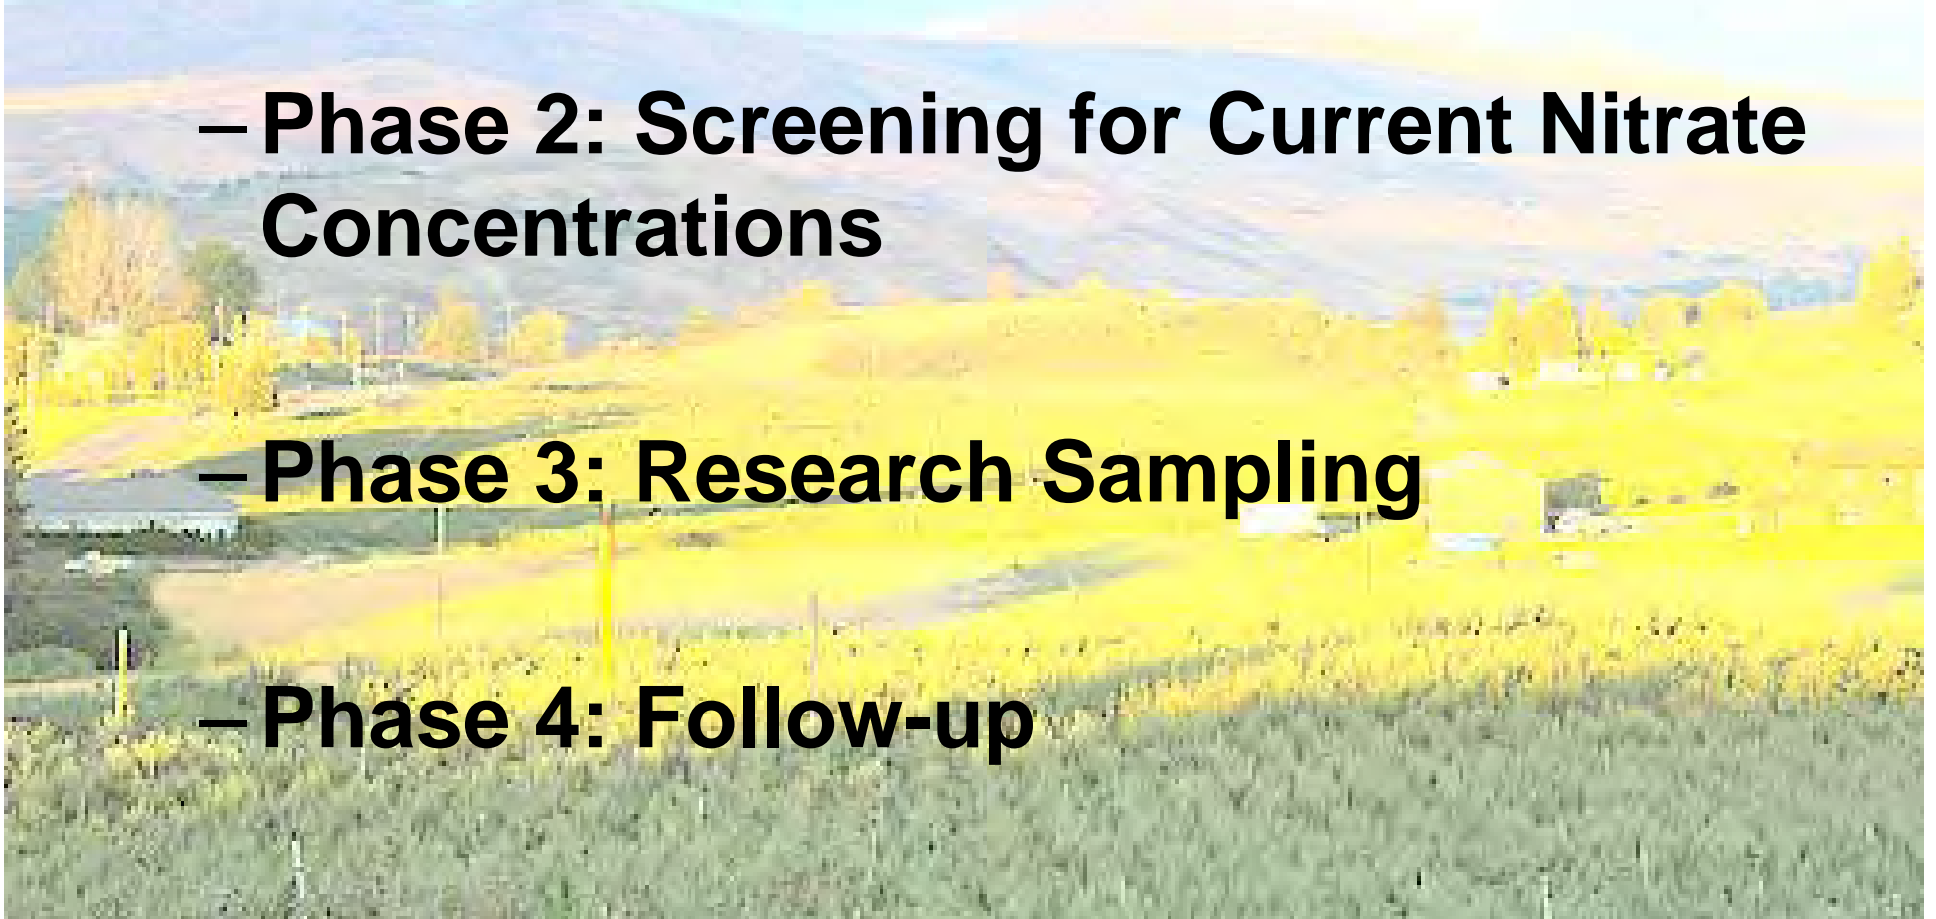 – Phase 2: Screening for Current Nitrate
Concentrations
– Phase 3: Research Sampling
– Phase 4: Follow-up